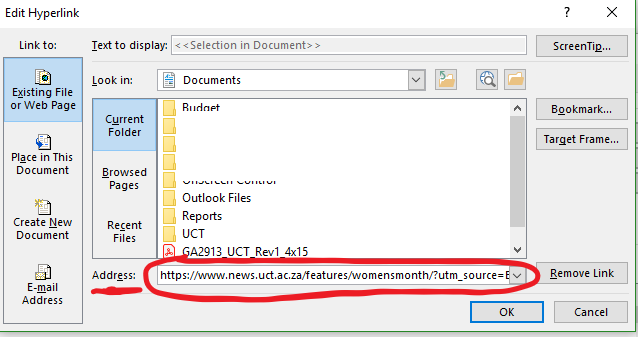 Edit Hyperlink
Link to:
Text to display: <<Selection in Document>>
ScreenTip...
Existing File or Web Page
Look in: Documents
Place in This Document
Create New Document
E-mail Address
Current Folder
Browsed Pages
Recent Files
Budget
OnScreen Control
Outlook Files
Reports
UCT
GA2913_UCT_Rev1_4x15
Bookmark...
Target Frame...
Address: https://www.news.uct.ac.za/features/womensmonth/?utm_source=E
Remove Link
OK
Cancel